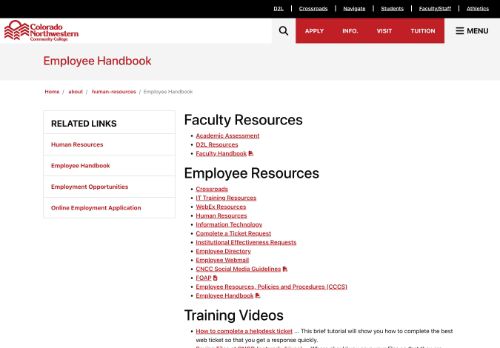 D2L | Crossroads | Navigate | Students | Faculty/Staff | Athletics
Colorado
Northwestern
Community College
APPLY INFO. VISIT TUITION MENU
Employee Handbook
Home / about / human-resources / Employee Handbook
RELATED LINKS
Human Resources
Employee Handbook
Employment Opportunities
Online Employment Application
Faculty Resources
Academic Assessment
D2L Resources
Faculty Handbook
Employee Resources
Crossroads
IT Training Resources
WebEx Resources
Human Resources
Information Technology
Complete a Ticket Request
Institutional Effectiveness Requests
Employee Directory
Employee Webmail
CNCC Social Media Guidelines
FOAP
Employee Resources, Policies and Procedures (CCCS)
Employee Handbook
Training Videos
How to complete a helpdesk ticket ... This brief tutorial will show you how to complete the best
web ticket so that you get a response quickly.